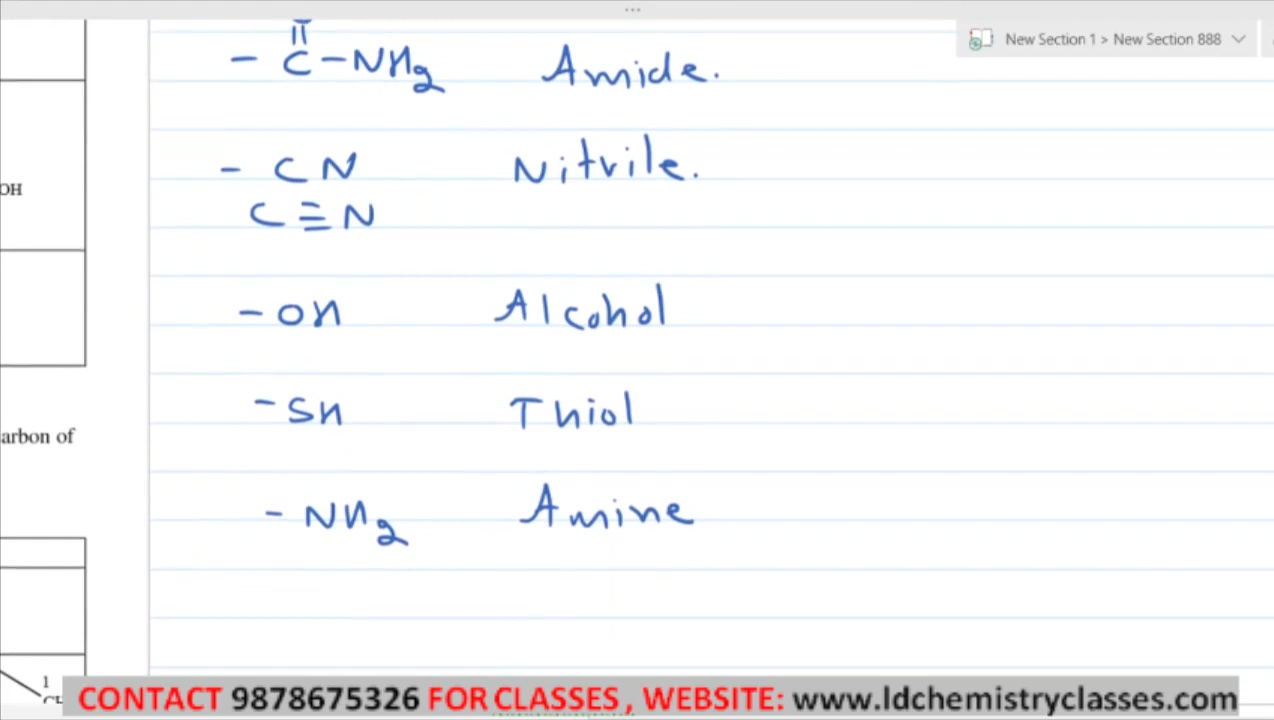 ...
New Section 1 > New Section 888
- C - NH2 Amide.
OH
- CN Nitrile.
C ≡ N
- OH Alcohol
- SH Thiol
arbon of
- NH2 Amine
1
CONTACT 9878675326 FOR CLASSES , WEBSITE: www.ldchemistryclasses.com